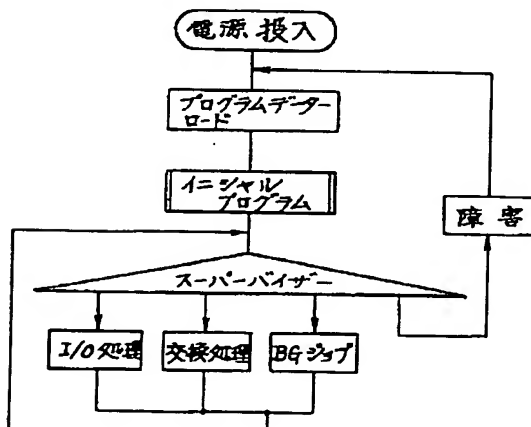 電源投入
プログラムデーター
ロード
イニシャル
プログラム
障害
スーパーバイザー
I/O処理
交換処理
BGジョブ